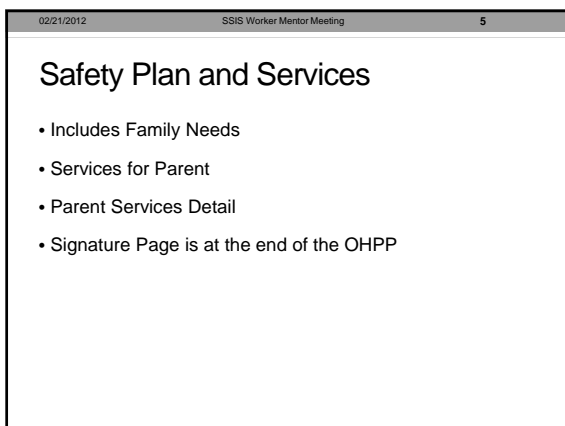 02/21/2012 SSIS Worker Mentor Meeting 5
Safety Plan and Services
• Includes Family Needs
• Services for Parent
• Parent Services Detail
• Signature Page is at the end of the OHPP